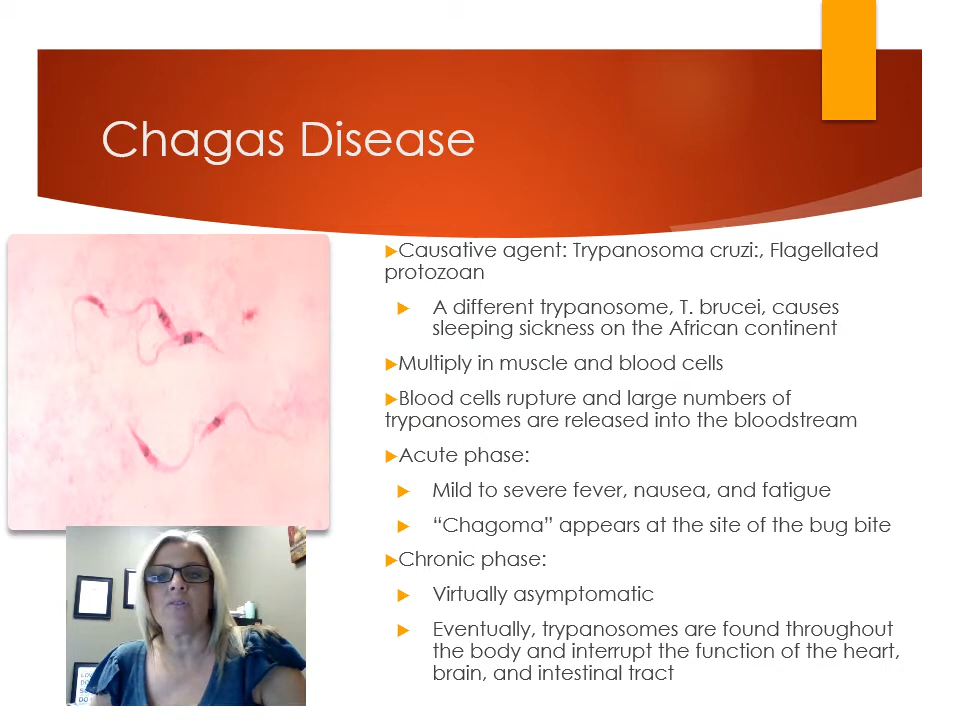 Chagas Disease
▶Causative agent: Trypanosoma cruzi:, Flagellated
protozoan
▶ A different trypanosome, T. brucei, causes
sleeping sickness on the African continent
▶Multiply in muscle and blood cells
▶Blood cells rupture and large numbers of
trypanosomes are released into the bloodstream
▶Acute phase:
▶ Mild to severe fever, nausea, and fatigue
▶ “Chagoma” appears at the site of the bug bite
▶Chronic phase:
▶ Virtually asymptomatic
▶ Eventually, trypanosomes are found throughout
the body and interrupt the function of the heart,
brain, and intestinal tract